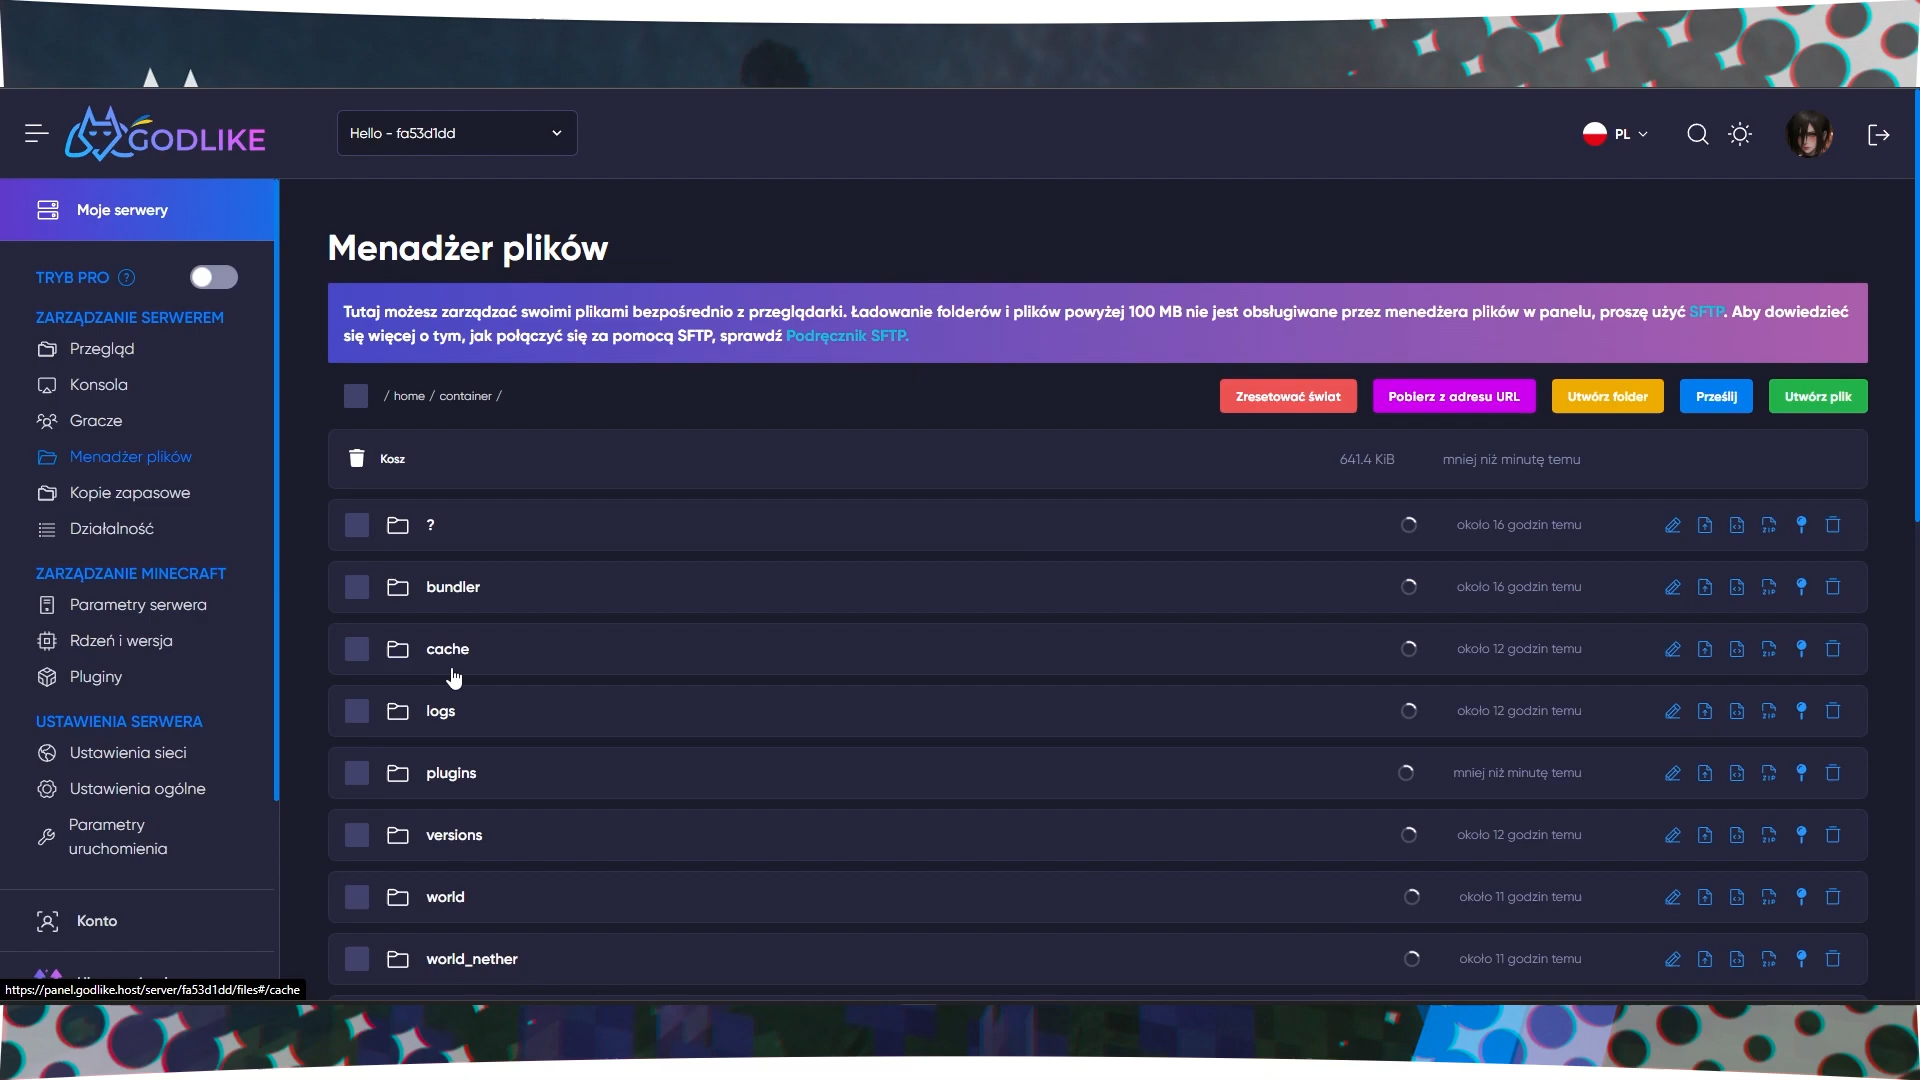 GODLIKE
Hello - fa53d1dd
PL
Moje serwery
TRYB PRO ?
ZARZĄDZANIE SERWEREM
Przegląd
Konsola
Gracze
Menadżer plików
Kopie zapasowe
Działalność
ZARZĄDZANIE MINECRAFT
Parametry serwera
Rdzeń i wersja
Pluginy
USTAWIENIA SERWERA
Ustawienia sieci
Ustawienia ogólne
Parametry
uruchomienia
Konto
https://panel.godlike.host/server/fa53d1dd/files#/cache
Menadżer plików
Tutaj możesz zarządzać swoimi plikami bezpośrednio z przeglądarki. Ładowanie folderów i plików powyżej 100 MB nie jest obsługiwane przez menedżera plików w panelu, proszę użyć SFTP. Aby dowiedzieć
się więcej o tym, jak połączyć się za pomocą SFTP, sprawdź Podręcznik SFTP.
/ home / container /
Zresetować świat
Pobierz z adresu URL
Utwórz folder
Prześlij
Utwórz plik
Kosz 641.4 KiB mniej niż minutę temu
? około 16 godzin temu
bundler około 16 godzin temu
cache około 12 godzin temu
logs około 12 godzin temu
plugins mniej niż minutę temu
versions około 12 godzin temu
world około 11 godzin temu
world_nether około 11 godzin temu